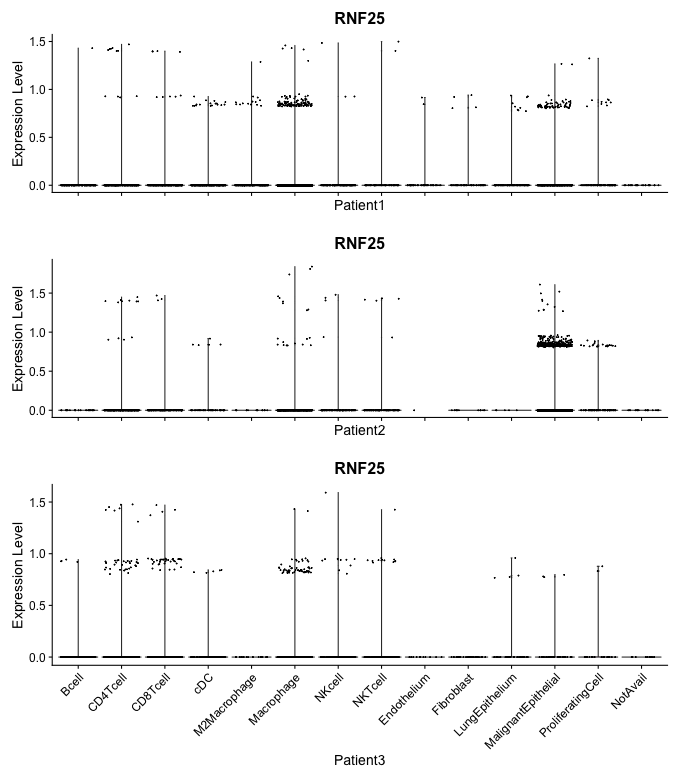 RNF25
Expression Level
1.5
1.0
0.5
0.0
Patient1
RNF25
Expression Level
1.5
1.0
0.5
0.0
Patient2
RNF25
Expression Level
1.5
1.0
0.5
0.0
Bcell
CD4Tcell
CD8Tcell
cDC
M2Macrophage
Macrophage
NKcell
NKTcell
Endothelium
Fibroblast
LungEpithelium
MalignantEpithelial
ProliferatingCell
NotAvail
Patient3